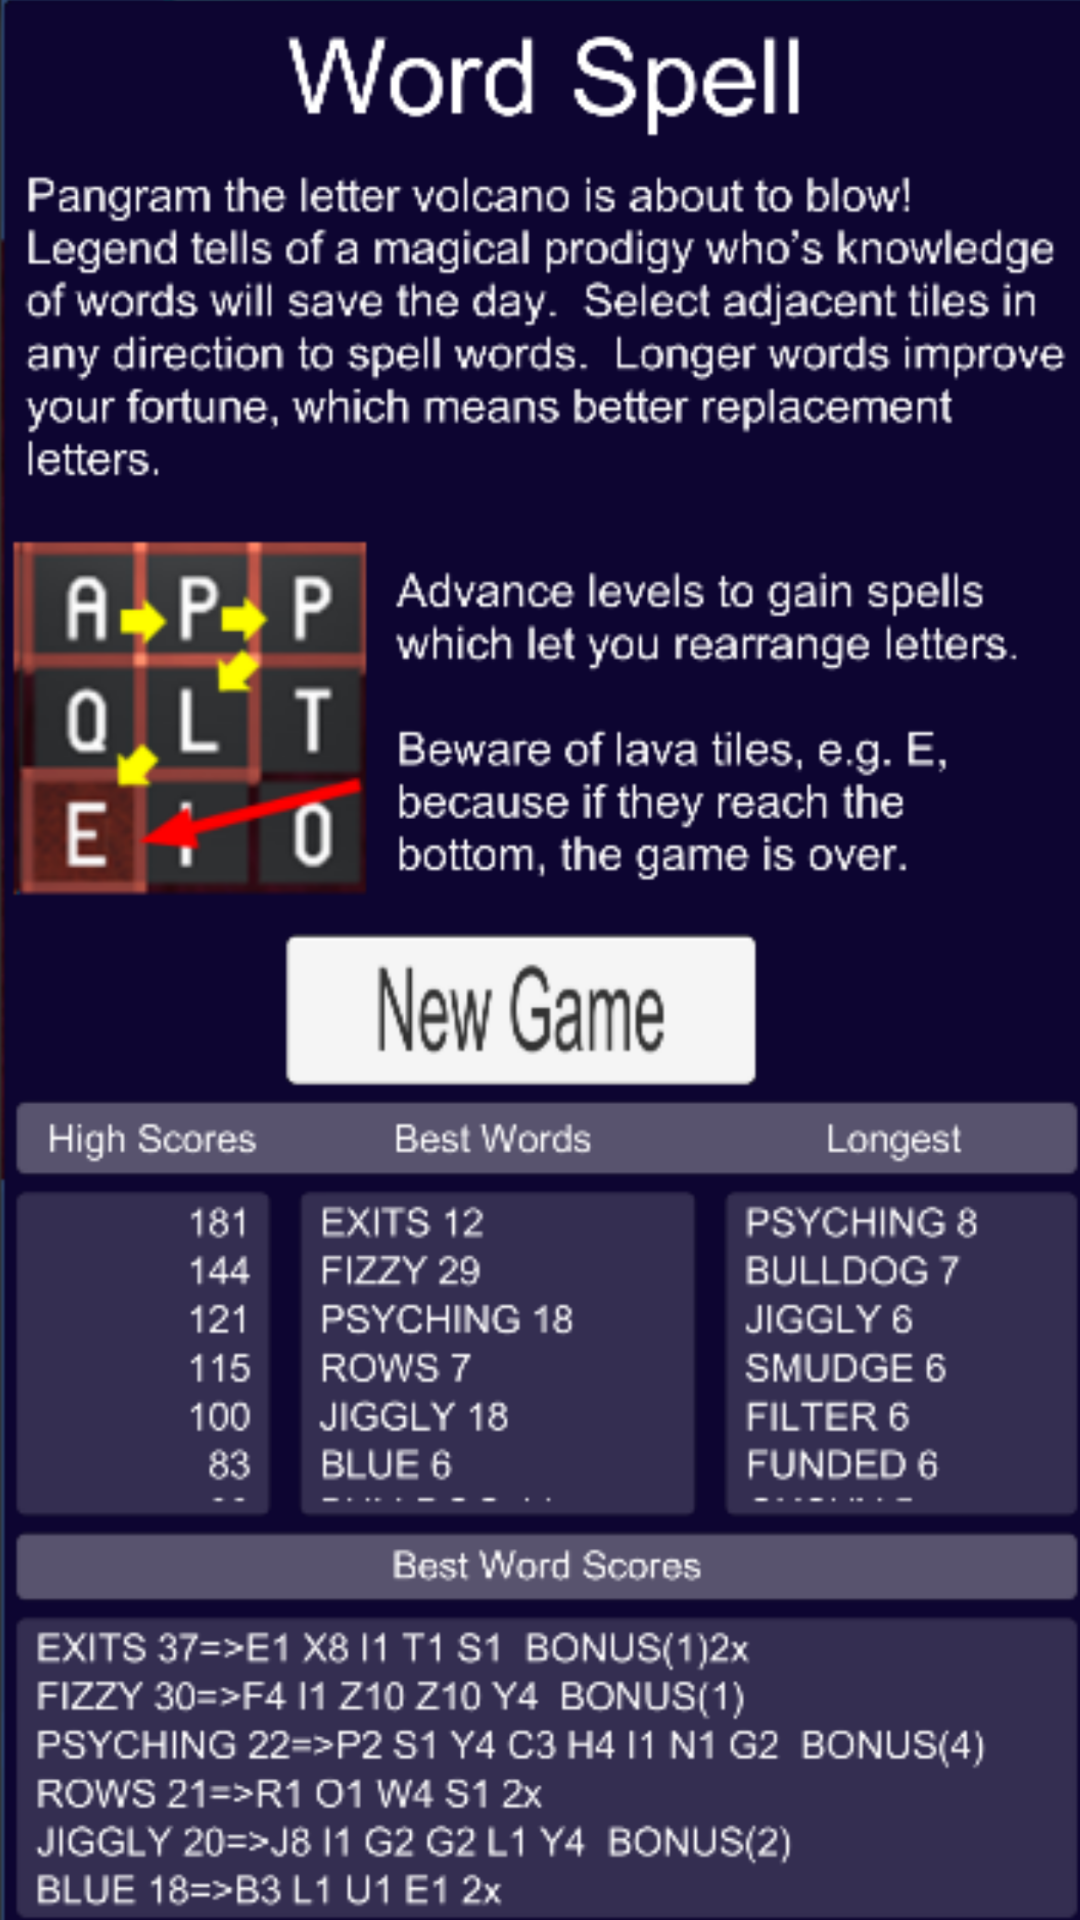 Word Spell
Pangram the letter volcano is about to blow!
Legend tells of a magical prodigy who's knowledge
of words will save the day.  Select adjacent tiles in
any direction to spell words.  Longer words improve
your fortune, which means better replacement
letters.
A P P
Q L T
E I O
Advance levels to gain spells
which let you rearrange letters.
Beware of lava tiles, e.g. E,
because if they reach the
bottom, the game is over.
New Game
High Scores Best Words Longest
181 EXITS 12 PSYCHING 8
144 FIZZY 29 BULLDOG 7
121 PSYCHING 18 JIGGLY 6
115 ROWS 7 SMUDGE 6
100 JIGGLY 18 FILTER 6
83 BLUE 6 FUNDED 6
Best Word Scores
EXITS 37=>E1 X8 I1 T1 S1  BONUS(1)2x
FIZZY 30=>F4 I1 Z10 Z10 Y4  BONUS(1)
PSYCHING 22=>P2 S1 Y4 C3 H4 I1 N1 G2  BONUS(4)
ROWS 21=>R1 O1 W4 S1 2x
JIGGLY 20=>J8 I1 G2 G2 L1 Y4  BONUS(2)
BLUE 18=>B3 L1 U1 E1 2x